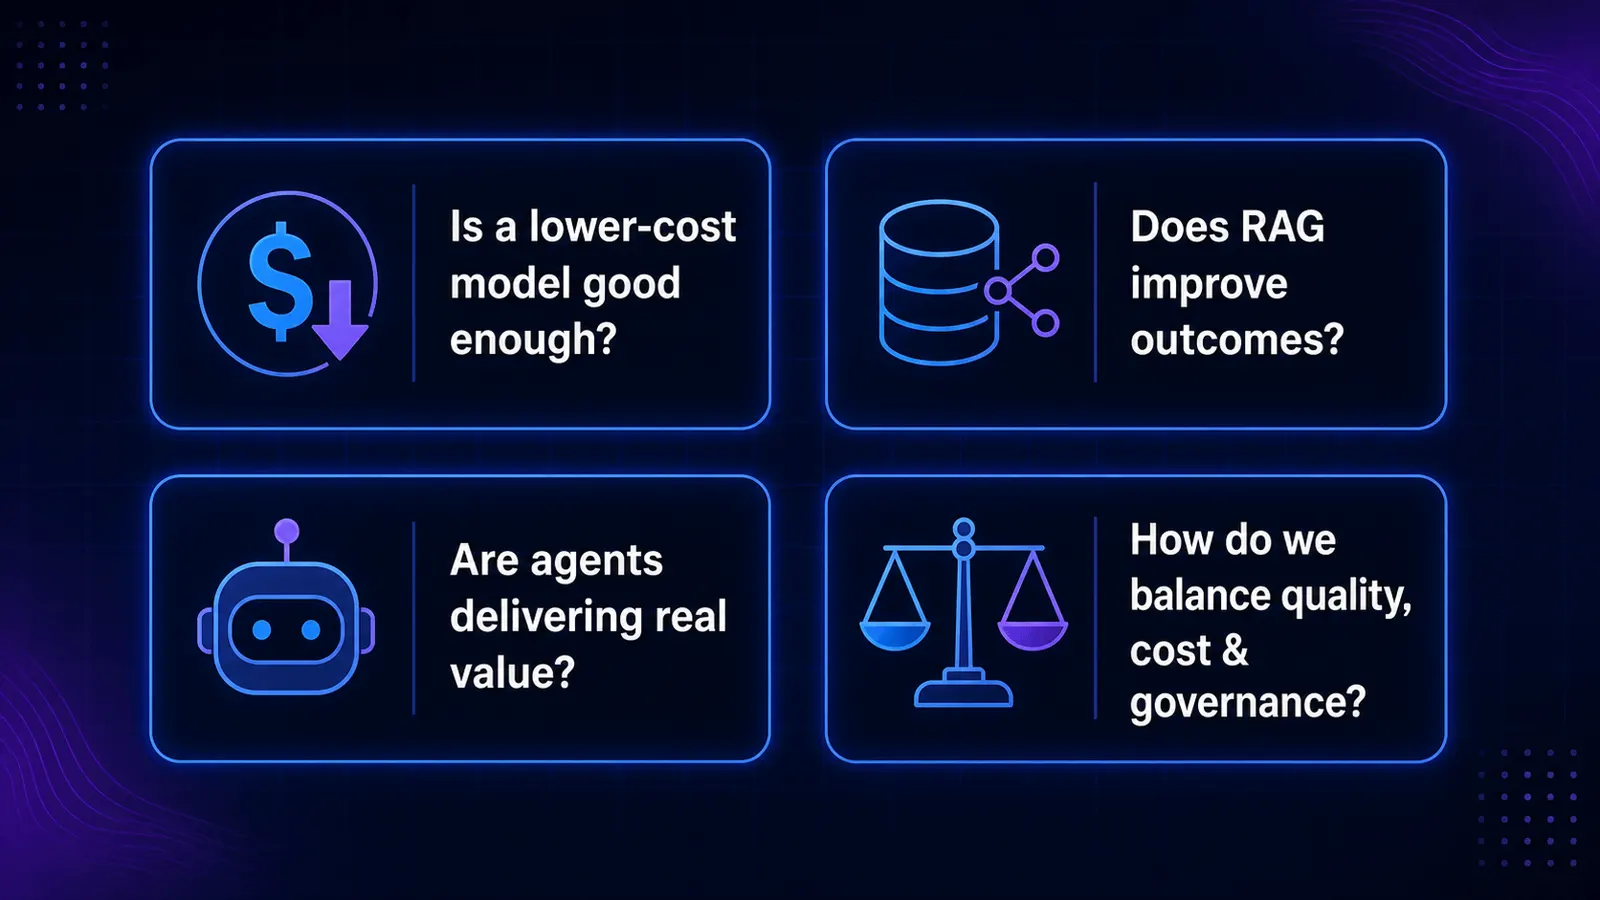 Is a lower-cost
model good
enough?
Does RAG
improve
outcomes?
Are agents
delivering real
value?
How do we
balance quality,
cost &
governance?